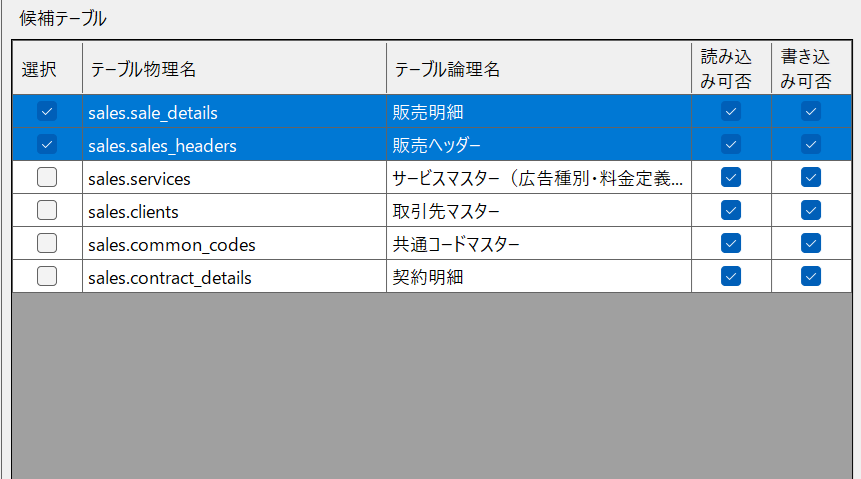 候補テーブル
選択 テーブル物理名 テーブル論理名 読み込み可否 書き込み可否
sales.sale_details 販売明細
sales.sales_headers 販売ヘッダー
sales.services サービスマスター（広告種別・料金定義...
sales.clients 取引先マスター
sales.common_codes 共通コードマスター
sales.contract_details 契約明細